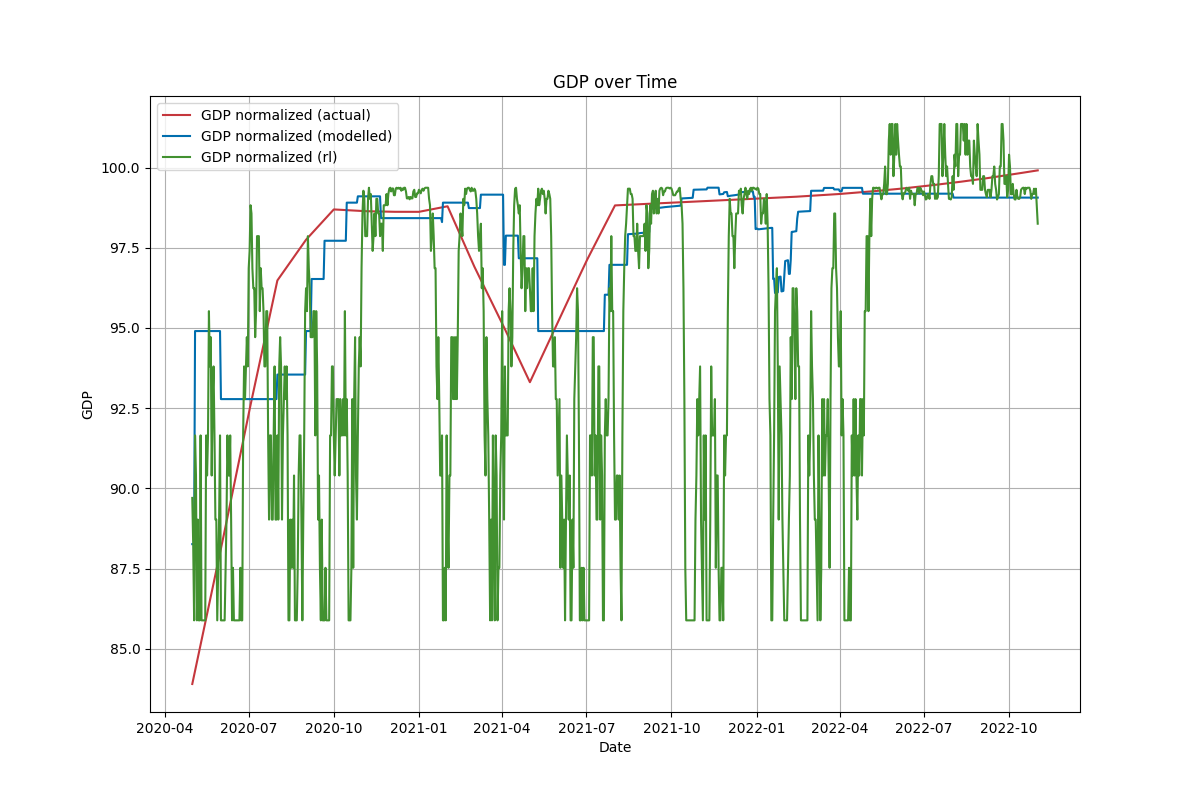 GDP over Time
GDP normalized (actual)
GDP normalized (modelled)
GDP normalized (rl)
100.0
97.5
95.0
92.5
90.0
87.5
85.0
GDP
2020-04 2020-07 2020-10 2021-01 2021-04 2021-07 2021-10 2022-01 2022-04 2022-07 2022-10
Date